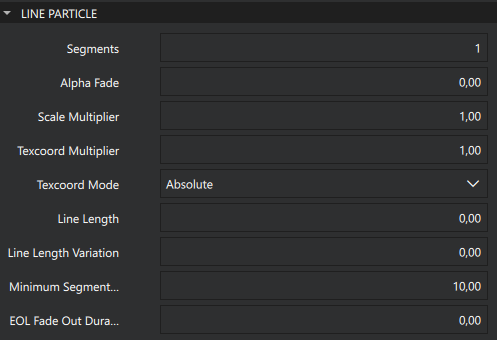 LINE PARTICLE
Segments 1
Alpha Fade 0,00
Scale Multiplier 1,00
Texcoord Multiplier 1,00
Texcoord Mode Absolute
Line Length 0,00
Line Length Variation 0,00
Minimum Segment... 10,00
EOL Fade Out Dura... 0,00